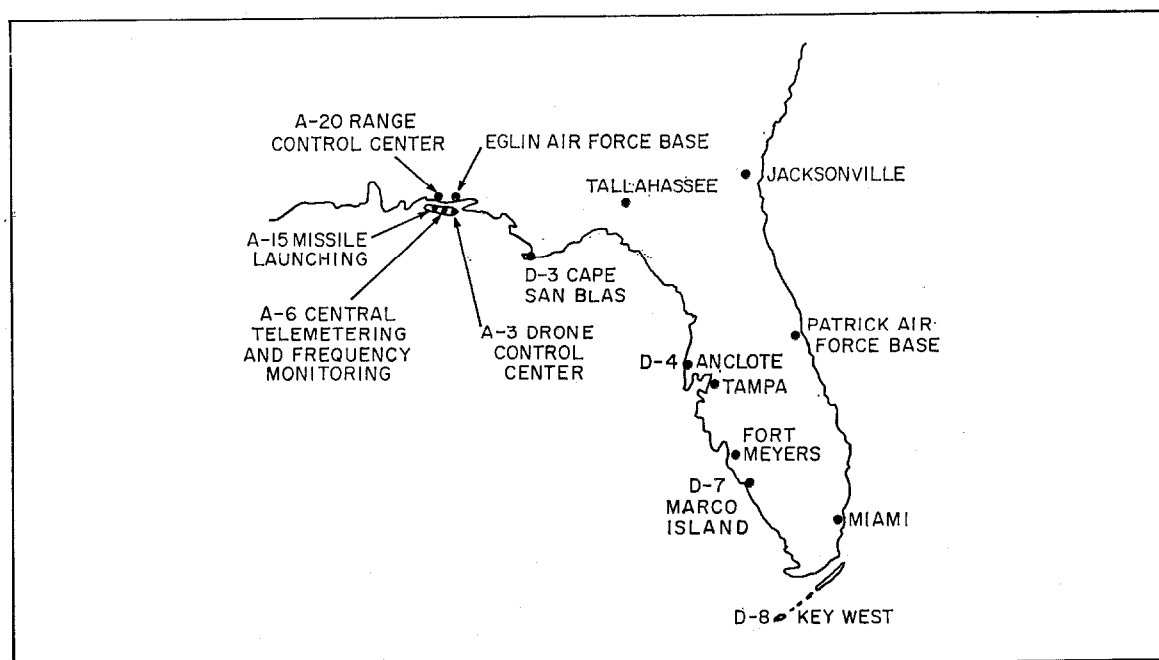 A-20 RANGE
CONTROL CENTER
EGLIN AIR FORCE BASE
TALLAHASSEE
JACKSONVILLE
A-15 MISSILE
LAUNCHING
D-3 CAPE
SAN BLAS
A-6 CENTRAL
TELEMETERING
AND FREQUENCY
MONITORING
A-3 DRONE
CONTROL
CENTER
PATRICK AIR
FORCE BASE
D-4 ANCLOTE
TAMPA
FORT
MEYERS
D-7
MARCO
ISLAND
MIAMI
D-8 KEY WEST